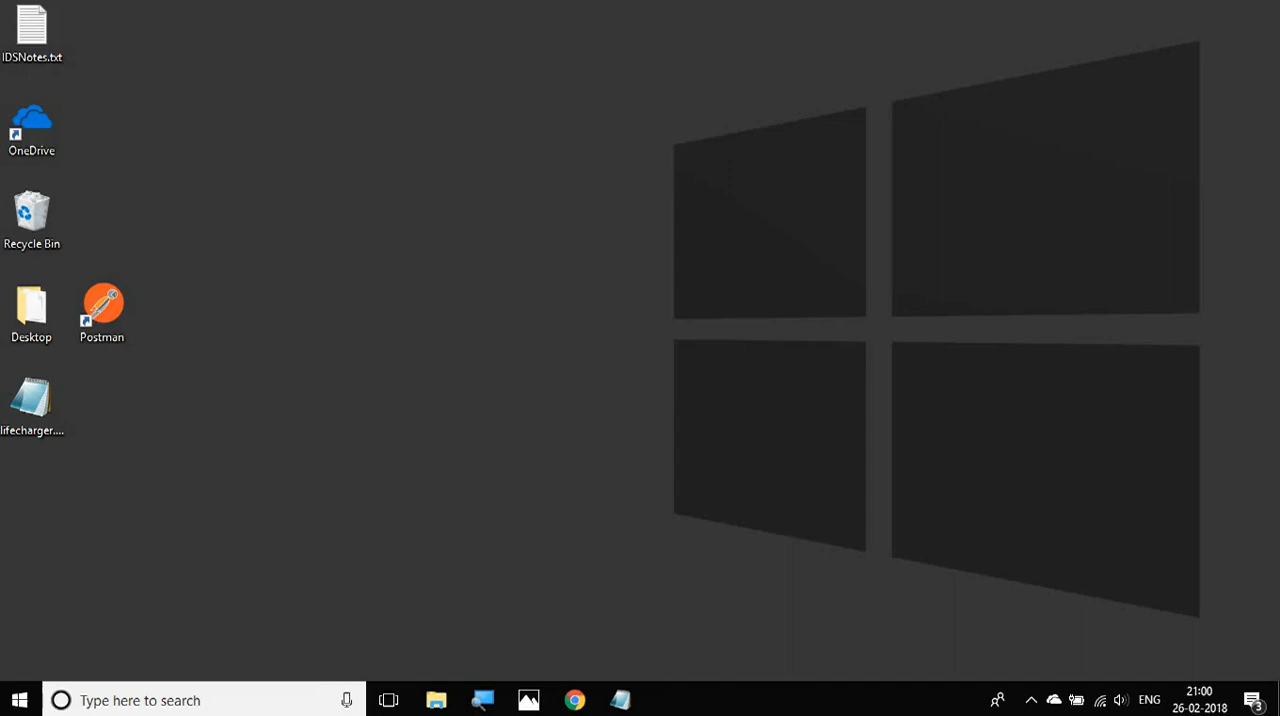 IDSNotes.txt
OneDrive
Recycle Bin
Desktop
Postman
lifecharger....
Type here to search
ENG
21:00
26-02-2018
3